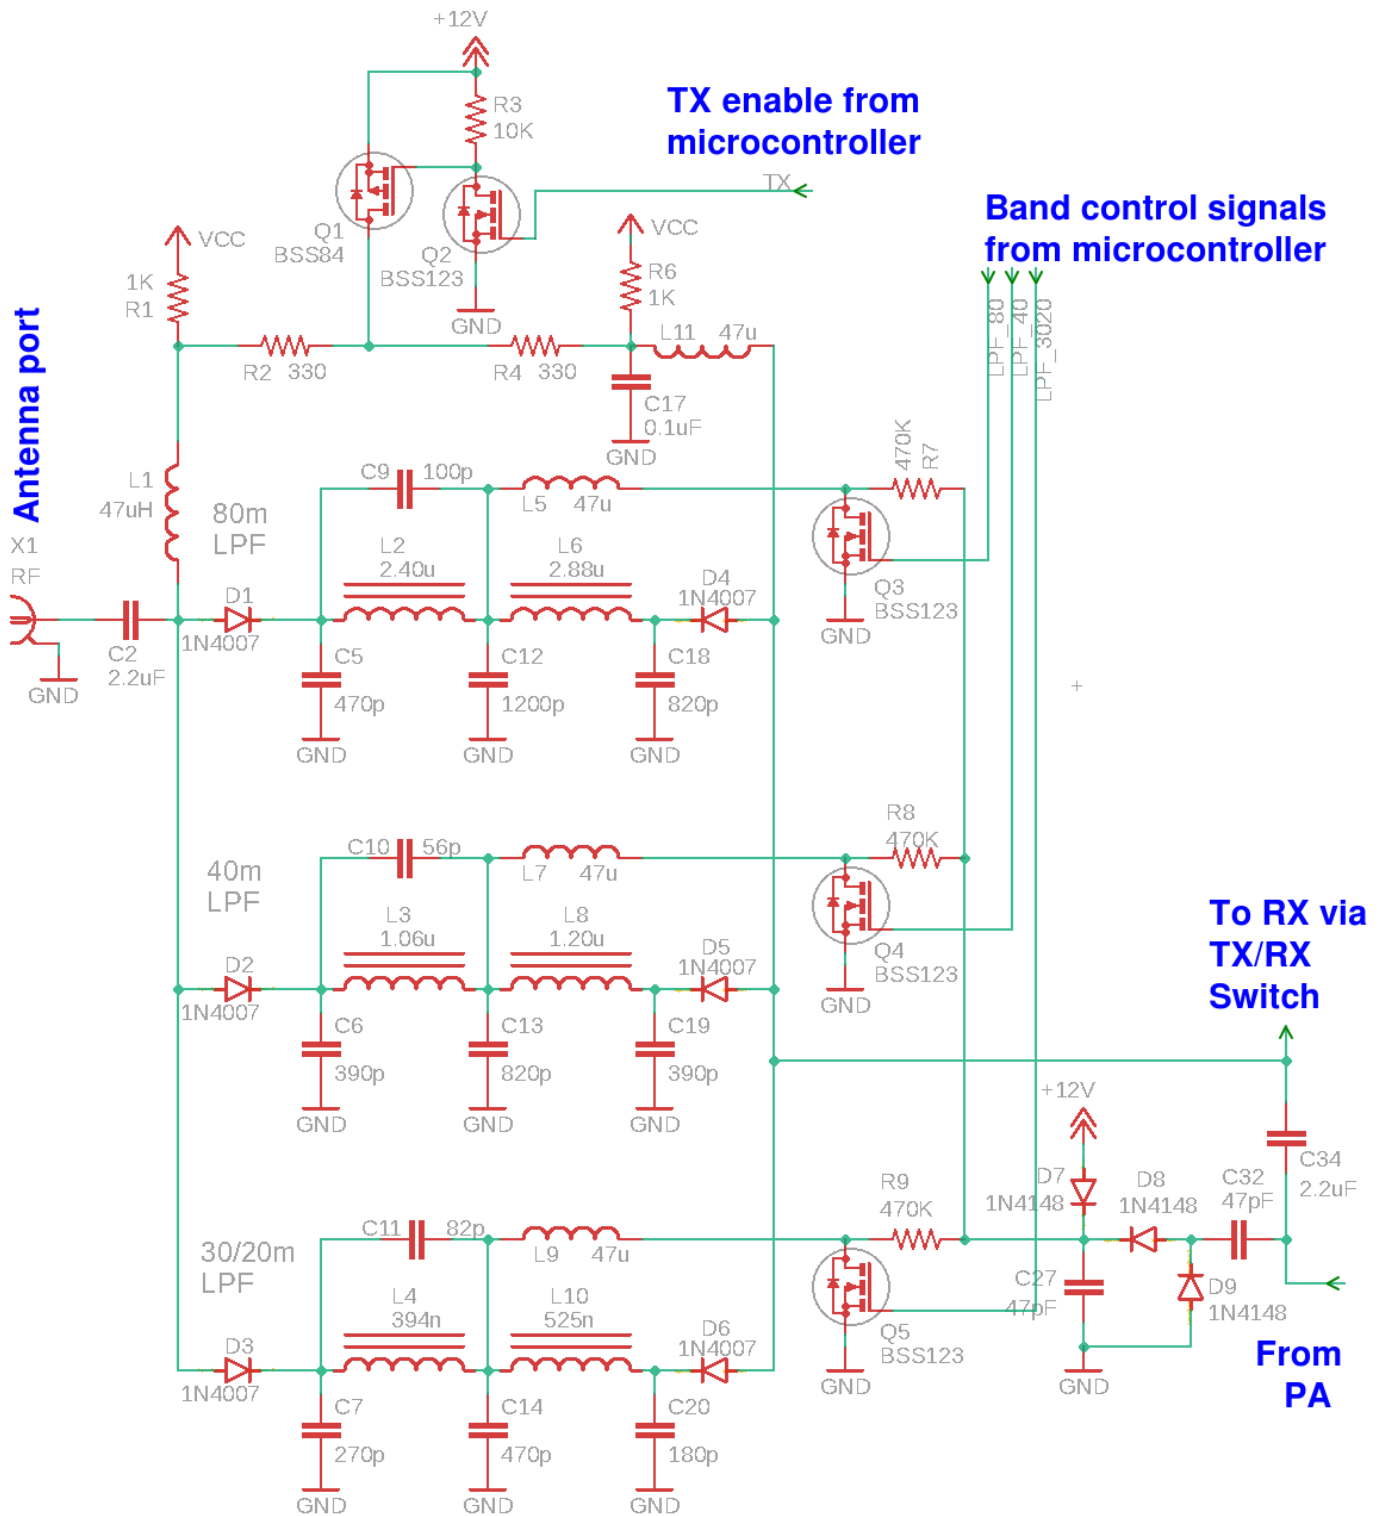 +12V
R3
10K
TX enable from
microcontroller
TX
Q1
BSS84
Q2
BSS123
GND
VCC
1K
R1
VCC
R6
1K
R2 330
R4 330
L11 47u
C17
0.1uF
GND
Band control signals
from microcontroller
LPF_80
LPF_40
LPF_3020
Antenna port
X1
RF
GND
C2
2.2uF
L1
47uH
80m
LPF
C9 100p
L5 47u
L2
2.40u
L6
2.88u
D1
1N4007
D4
1N4007
C5
470p
C12
1200p
C18
820p
GND
GND
GND
470K
R7
Q3
BSS123
GND
40m
LPF
C10 56p
L7 47u
L3
1.06u
L8
1.20u
D2
1N4007
D5
1N4007
C6
390p
C13
820p
C19
390p
GND
GND
GND
R8
470K
Q4
BSS123
GND
To RX via
TX/RX
Switch
+12V
D7
1N4148
D8
1N4148
C32
47pF
C34
2.2uF
C27
47pF
D9
1N4148
GND
From
PA
30/20m
LPF
C11 82p
L9 47u
L4
394n
L10
525n
D3
1N4007
D6
1N4007
C7
270p
C14
470p
C20
180p
GND
GND
GND
R9
470K
Q5
BSS123
GND